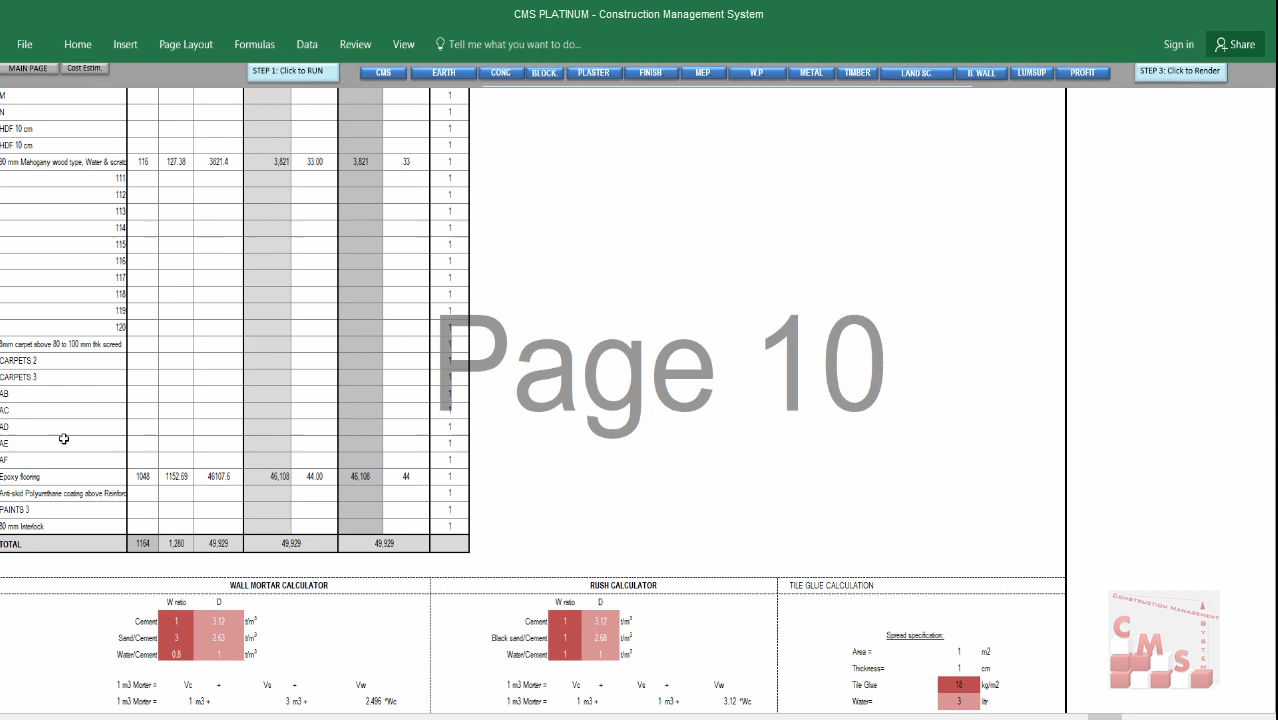 CMS PLATINUM - Construction Management System
File Home Insert Page Layout Formulas Data Review View Tell me what you want to do... Sign in Share
MAIN PAGE Cost Estim. STEP 1: Click to RUN CMS EARTH CONC BLOCK. PLASTER FINISH MEP W.P METAL TIMBER LAND SC. B. WALL LUMSUP PROFIT STEP 3: Click to Render
M 1
N 1
HDF 10 cm 1
HDF 10 cm 1
mm Mahogany wood type, Water & scratc 116 127.38 3821.4 3,821 33.00 3,821 33 1
111 1
112 1
113 1
114 1
115 1
116 1
117 1
118 1
119 1
120 1
8mm carpet above 80 to 100 mm thk screed 1
CARPETS 2 1
CARPETS 3 1
AB 1
AC 1
AD 1
AE 1
AF 1
Epoxy flooring 1048 1152.69 46107.6 46,108 44.00 46,108 44 1
Anti-skid Polyurethane coating above Reinforc 1
PAINTS 3 1
mm Interlock 1
TOTAL 1164 1,280 49,929 49,929 49,929
Page 10
WALL MORTAR CALCULATOR
W ratio D
Cement 1 3.12 t/m3
Sand/Cement 3 2.63 t/m3
Water/Cement 0.8 1 t/m3
1 m3 Morter = Vc + Vs + Vw
1 m3 Morter = 1 m3 + 3 m3 + 2.496 *Wc
RUSH CALCULATOR
W ratio D
Cement 1 3.12 t/m3
Black sand/Cement 1 2.68 t/m3
Water/Cement 1 1 t/m3
1 m3 Morter = Vc + Vs + Vw
1 m3 Morter = 1 m3 + 1 m3 + 3.12 *Wc
TILE GLUE CALCULATION
Spread specification:
Area = 1 m2
Thickness= 1 cm
Tile Glue 18 kg/m2
Water= 3 litr
CONSTRUCTION MANAGEMENT
SYSTEM
CMS